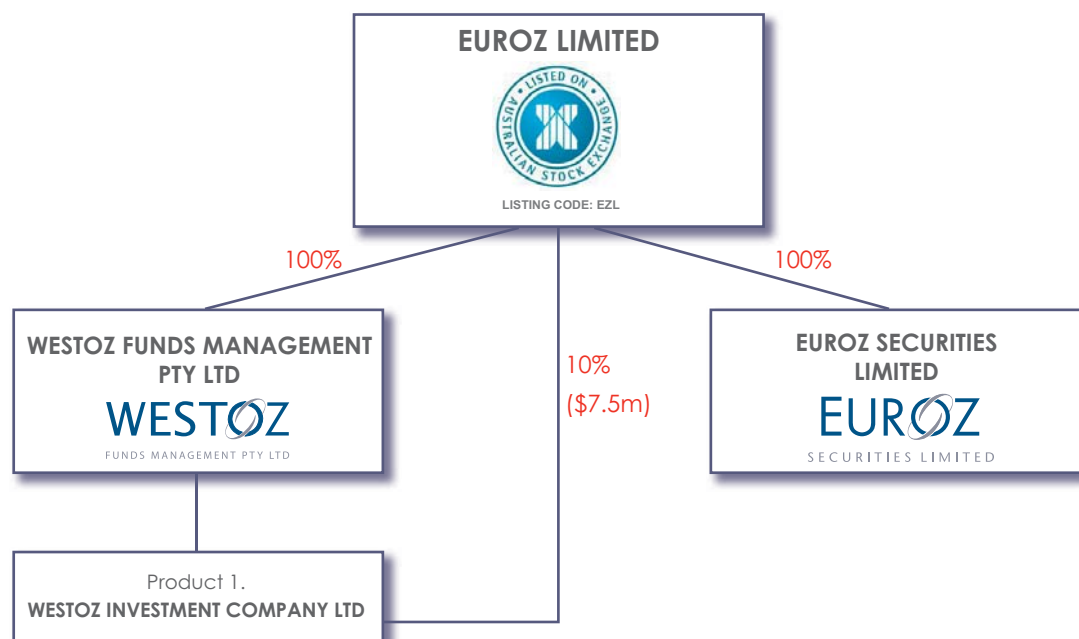 EUROZ LIMITED
• LISTED ON •
AUSTRALIAN STOCK EXCHANGE
LISTING CODE: EZL
100%
100%
WESTOZ FUNDS MANAGEMENT
PTY LTD
WESTOZ
FUNDS MANAGEMENT PTY LTD
10%
($7.5m)
EUROZ SECURITIES
LIMITED
EUROZ
SECURITIES LIMITED
Product 1.
WESTOZ INVESTMENT COMPANY LTD